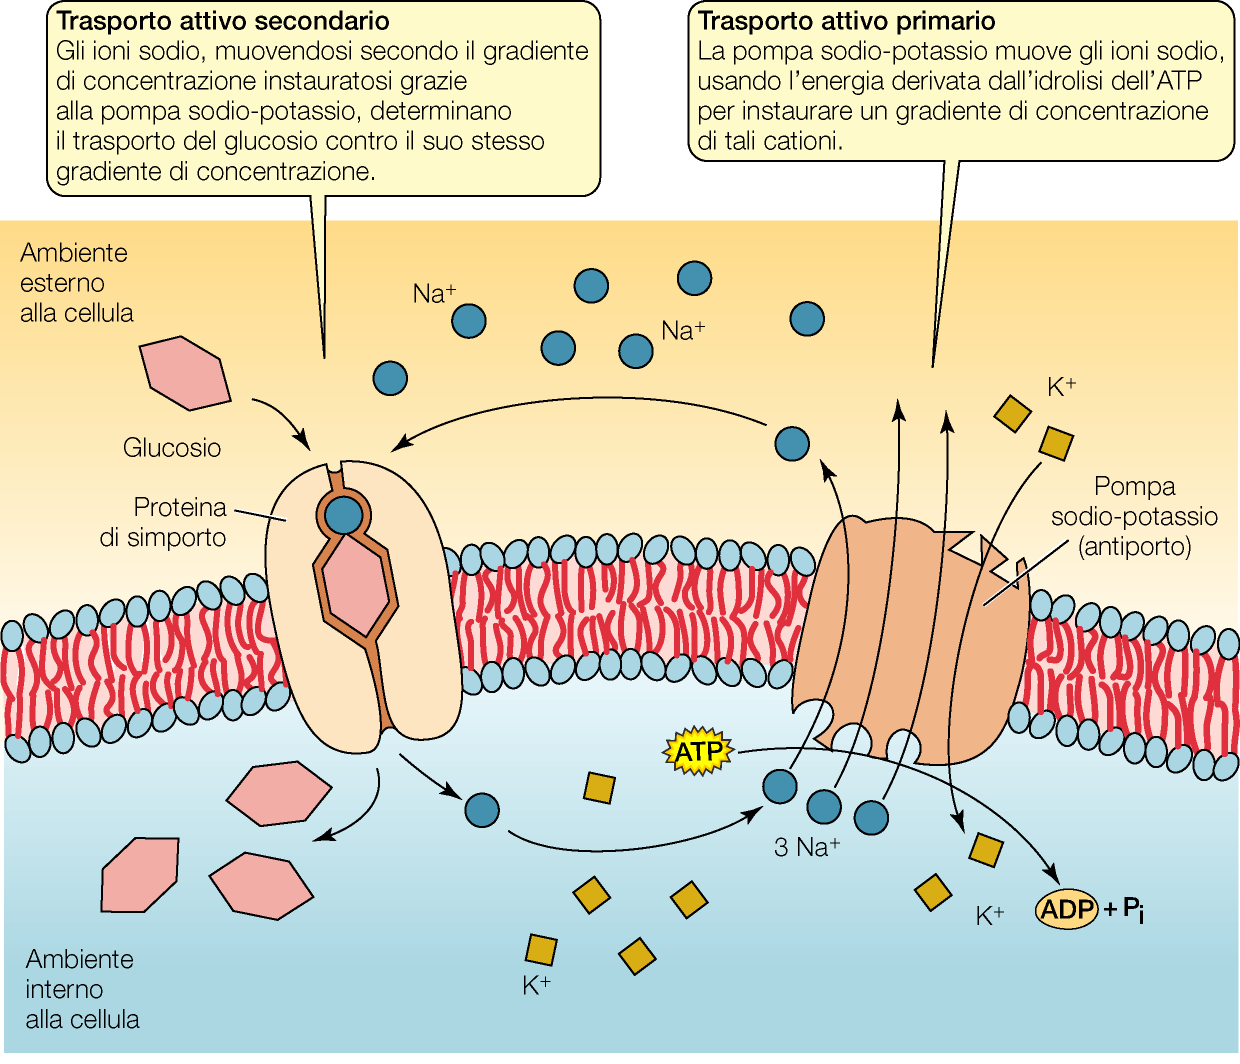 Trasporto attivo secondario
Gli ioni sodio, muovendosi secondo il gradiente
di concentrazione instauratosi grazie
alla pompa sodio-potassio, determinano
il trasporto del glucosio contro il suo stesso
gradiente di concentrazione.
Trasporto attivo primario
La pompa sodio-potassio muove gli ioni sodio,
usando l'energia derivata dall'idrolisi dell'ATP
per instaurare un gradiente di concentrazione
di tali cationi.
Ambiente
esterno
alla cellula
Na⁺
Na⁺
K⁺
Glucosio
Proteina
di simporto
Pompa
sodio-potassio
(antiporto)
ATP
3 Na⁺
K⁺
ADP + Pᵢ
K⁺
Ambiente
interno
alla cellula